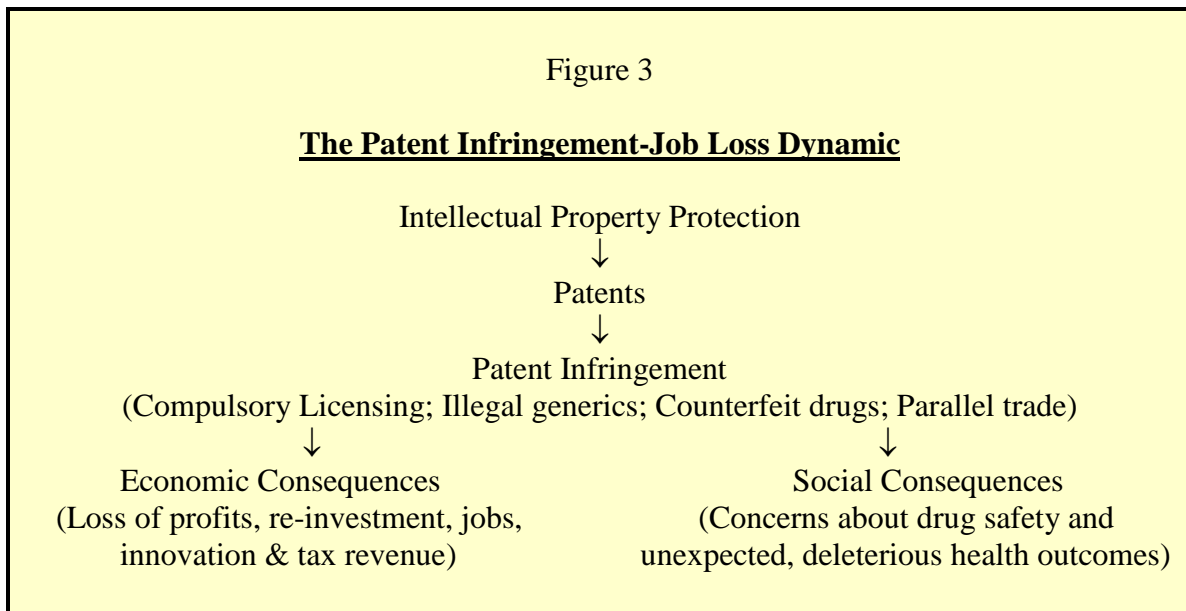 Figure 3
The Patent Infringement-Job Loss Dynamic
Intellectual Property Protection
↓
Patents
↓
Patent Infringement
(Compulsory Licensing; Illegal generics; Counterfeit drugs; Parallel trade)
↓ ↓
Economic Consequences
(Loss of profits, re-investment, jobs,
innovation & tax revenue)
Social Consequences
(Concerns about drug safety and
unexpected, deleterious health outcomes)